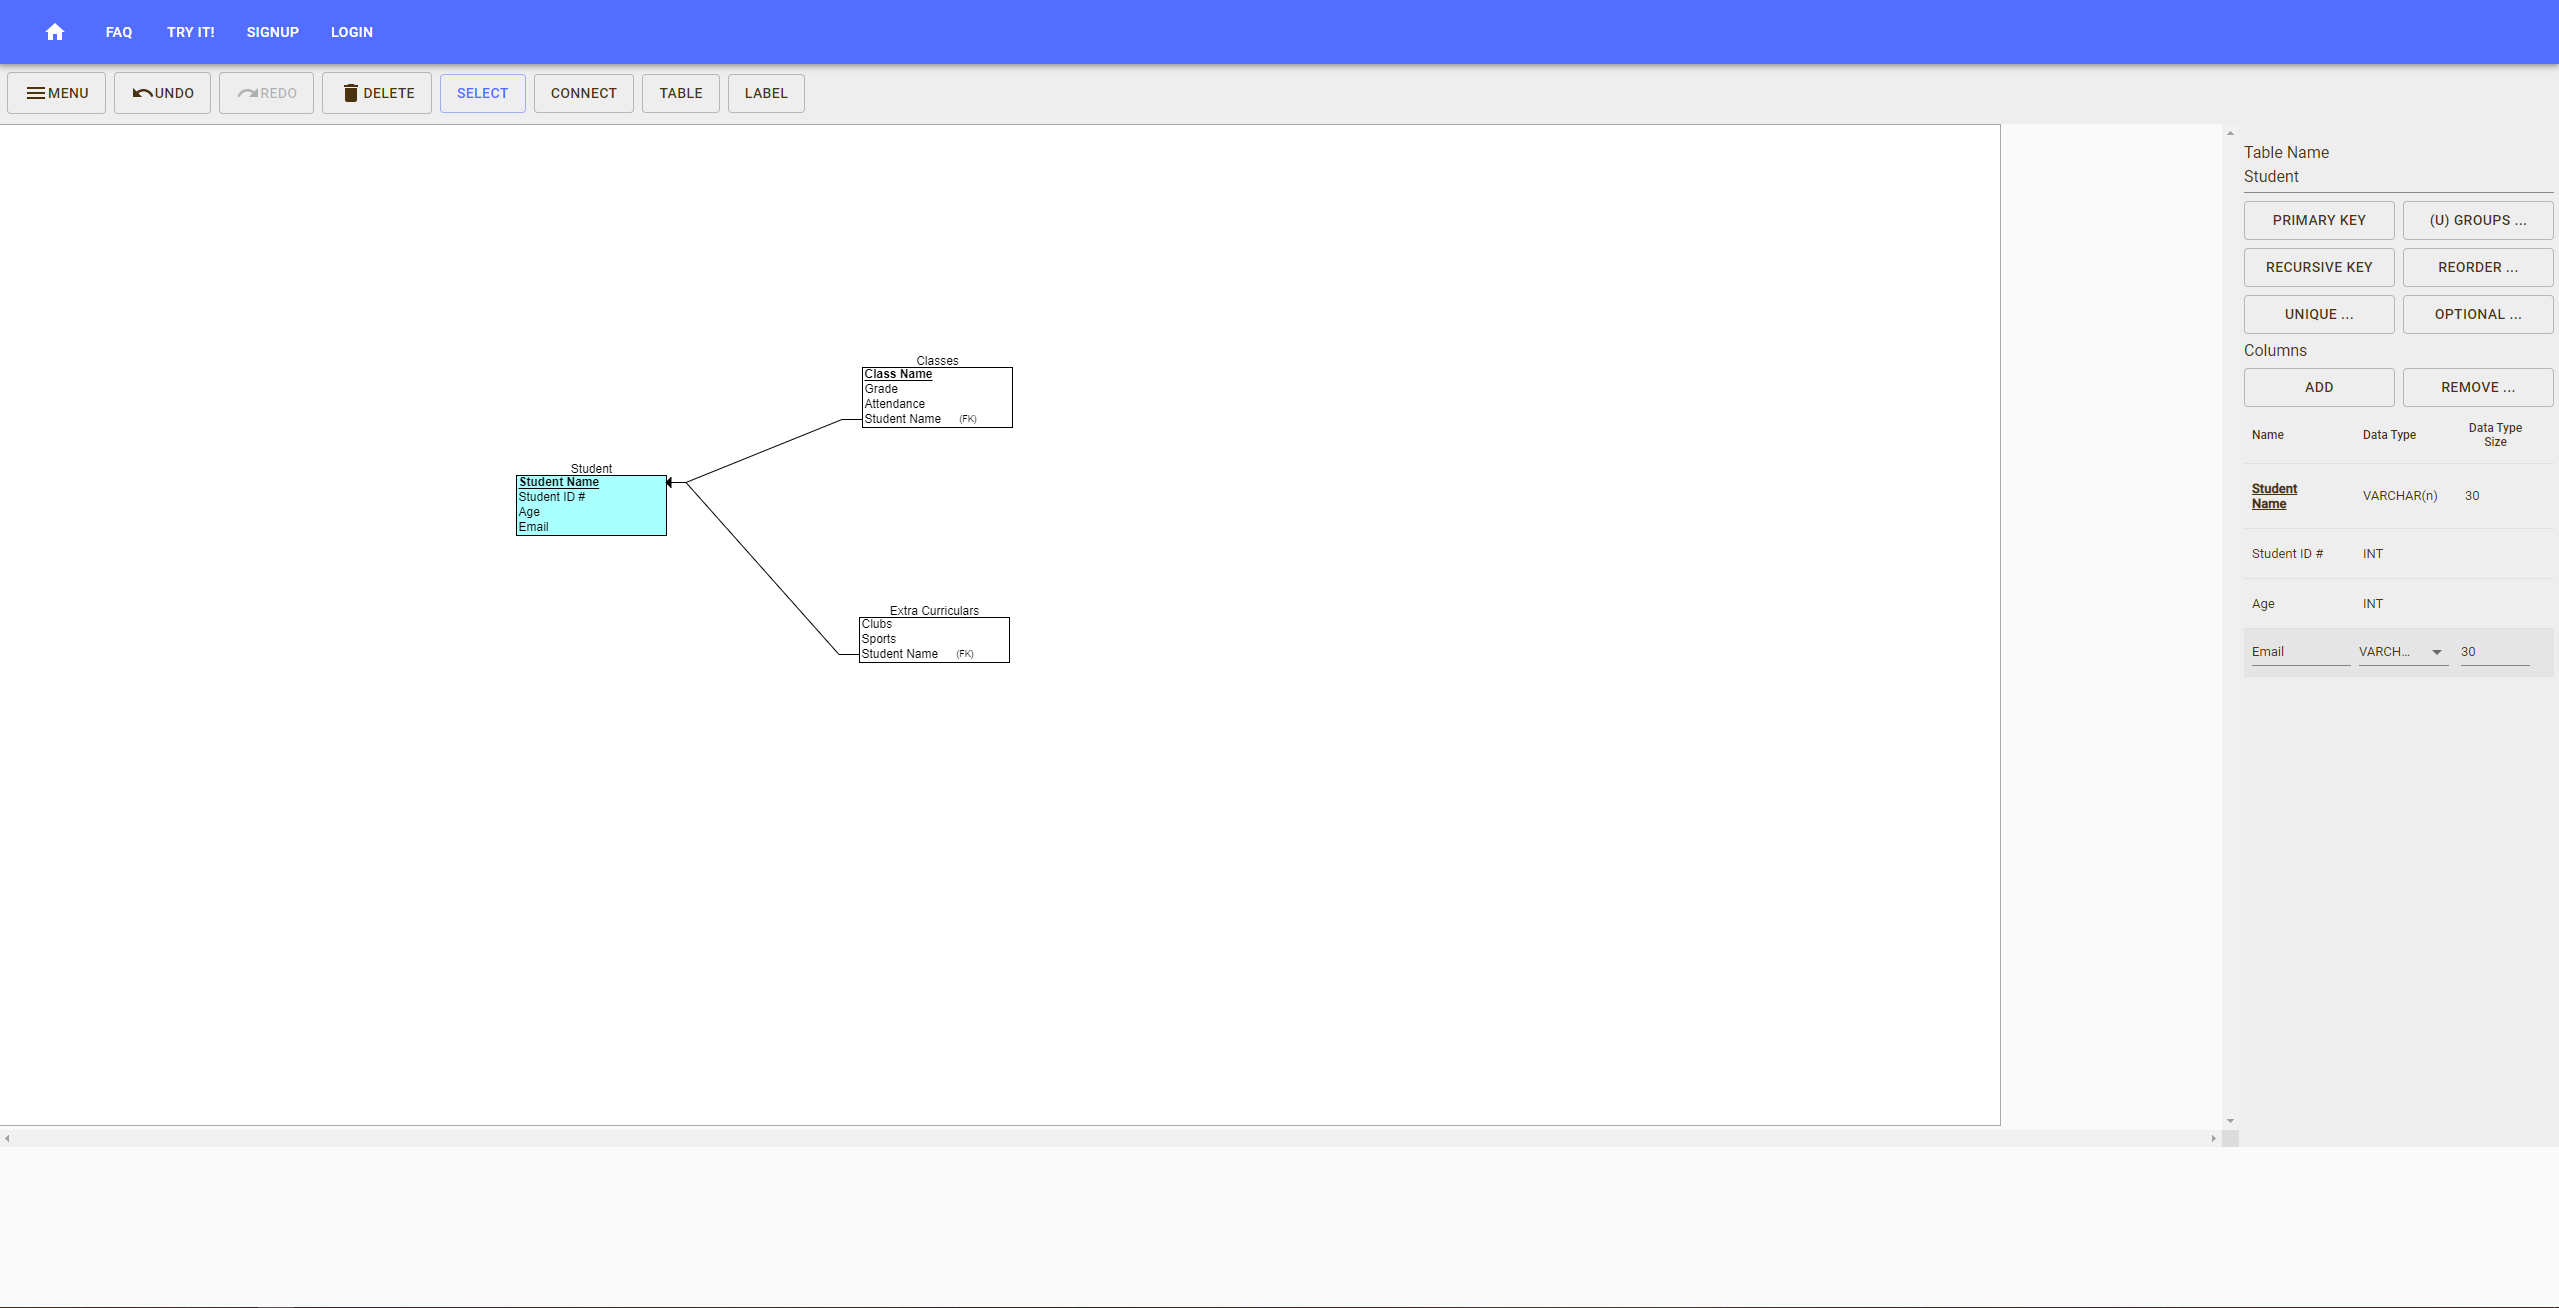 FAQ TRY IT! SIGNUP LOGIN
MENU UNDO REDO DELETE SELECT CONNECT TABLE LABEL
Classes
Class Name
Grade
Attendance
Student Name (FK)
Student
Student Name
Student ID #
Age
Email
Extra Curriculars
Clubs
Sports
Student Name (FK)
Table Name
Student
PRIMARY KEY (U) GROUPS ...
RECURSIVE KEY REORDER ...
UNIQUE ... OPTIONAL ...
Columns
ADD REMOVE ...
Name Data Type Data Type
Size
Student
Name VARCHAR(n) 30
Student ID # INT
Age INT
Email VARCH... 30